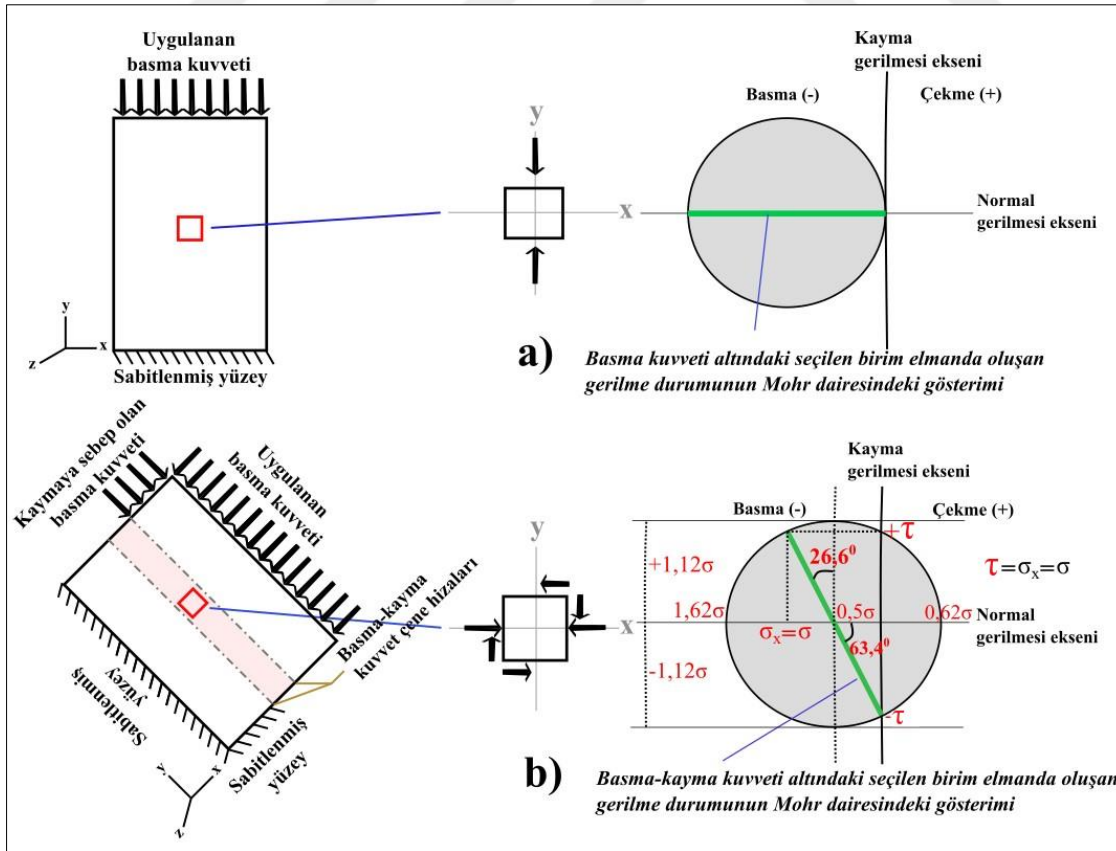 Uygulanan
basma kuvveti
y
x
z
Sabitlenmiş yüzey
y
x
Kayma
gerilmesi ekseni
Basma (-)
Çekme (+)
Normal
gerilmesi ekseni
a)
Basma kuvveti altındaki seçilen birim elmanda oluşan
gerilme durumunun Mohr dairesindeki gösterimi
Kaymaya sebep olan
basma kuvveti
Uygulanan
basma kuvveti
Sabitlenmiş
yüzey
Sabitlenmiş
yüzey
Basma-kayma
kuvvet çene hizaları
y
x
z
y
x
Kayma
gerilmesi ekseni
Basma (-)
Çekme (+)
+τ
26,6⁰
+1,12σ
τ=σₓ=σ
1,62σ
0,5σ
0,62σ
Normal
gerilmesi ekseni
σₓ=σ
63,4⁰
-1,12σ
-τ
b)
Basma-kayma kuvveti altındaki seçilen birim elmanda oluşan
gerilme durumunun Mohr dairesindeki gösterimi